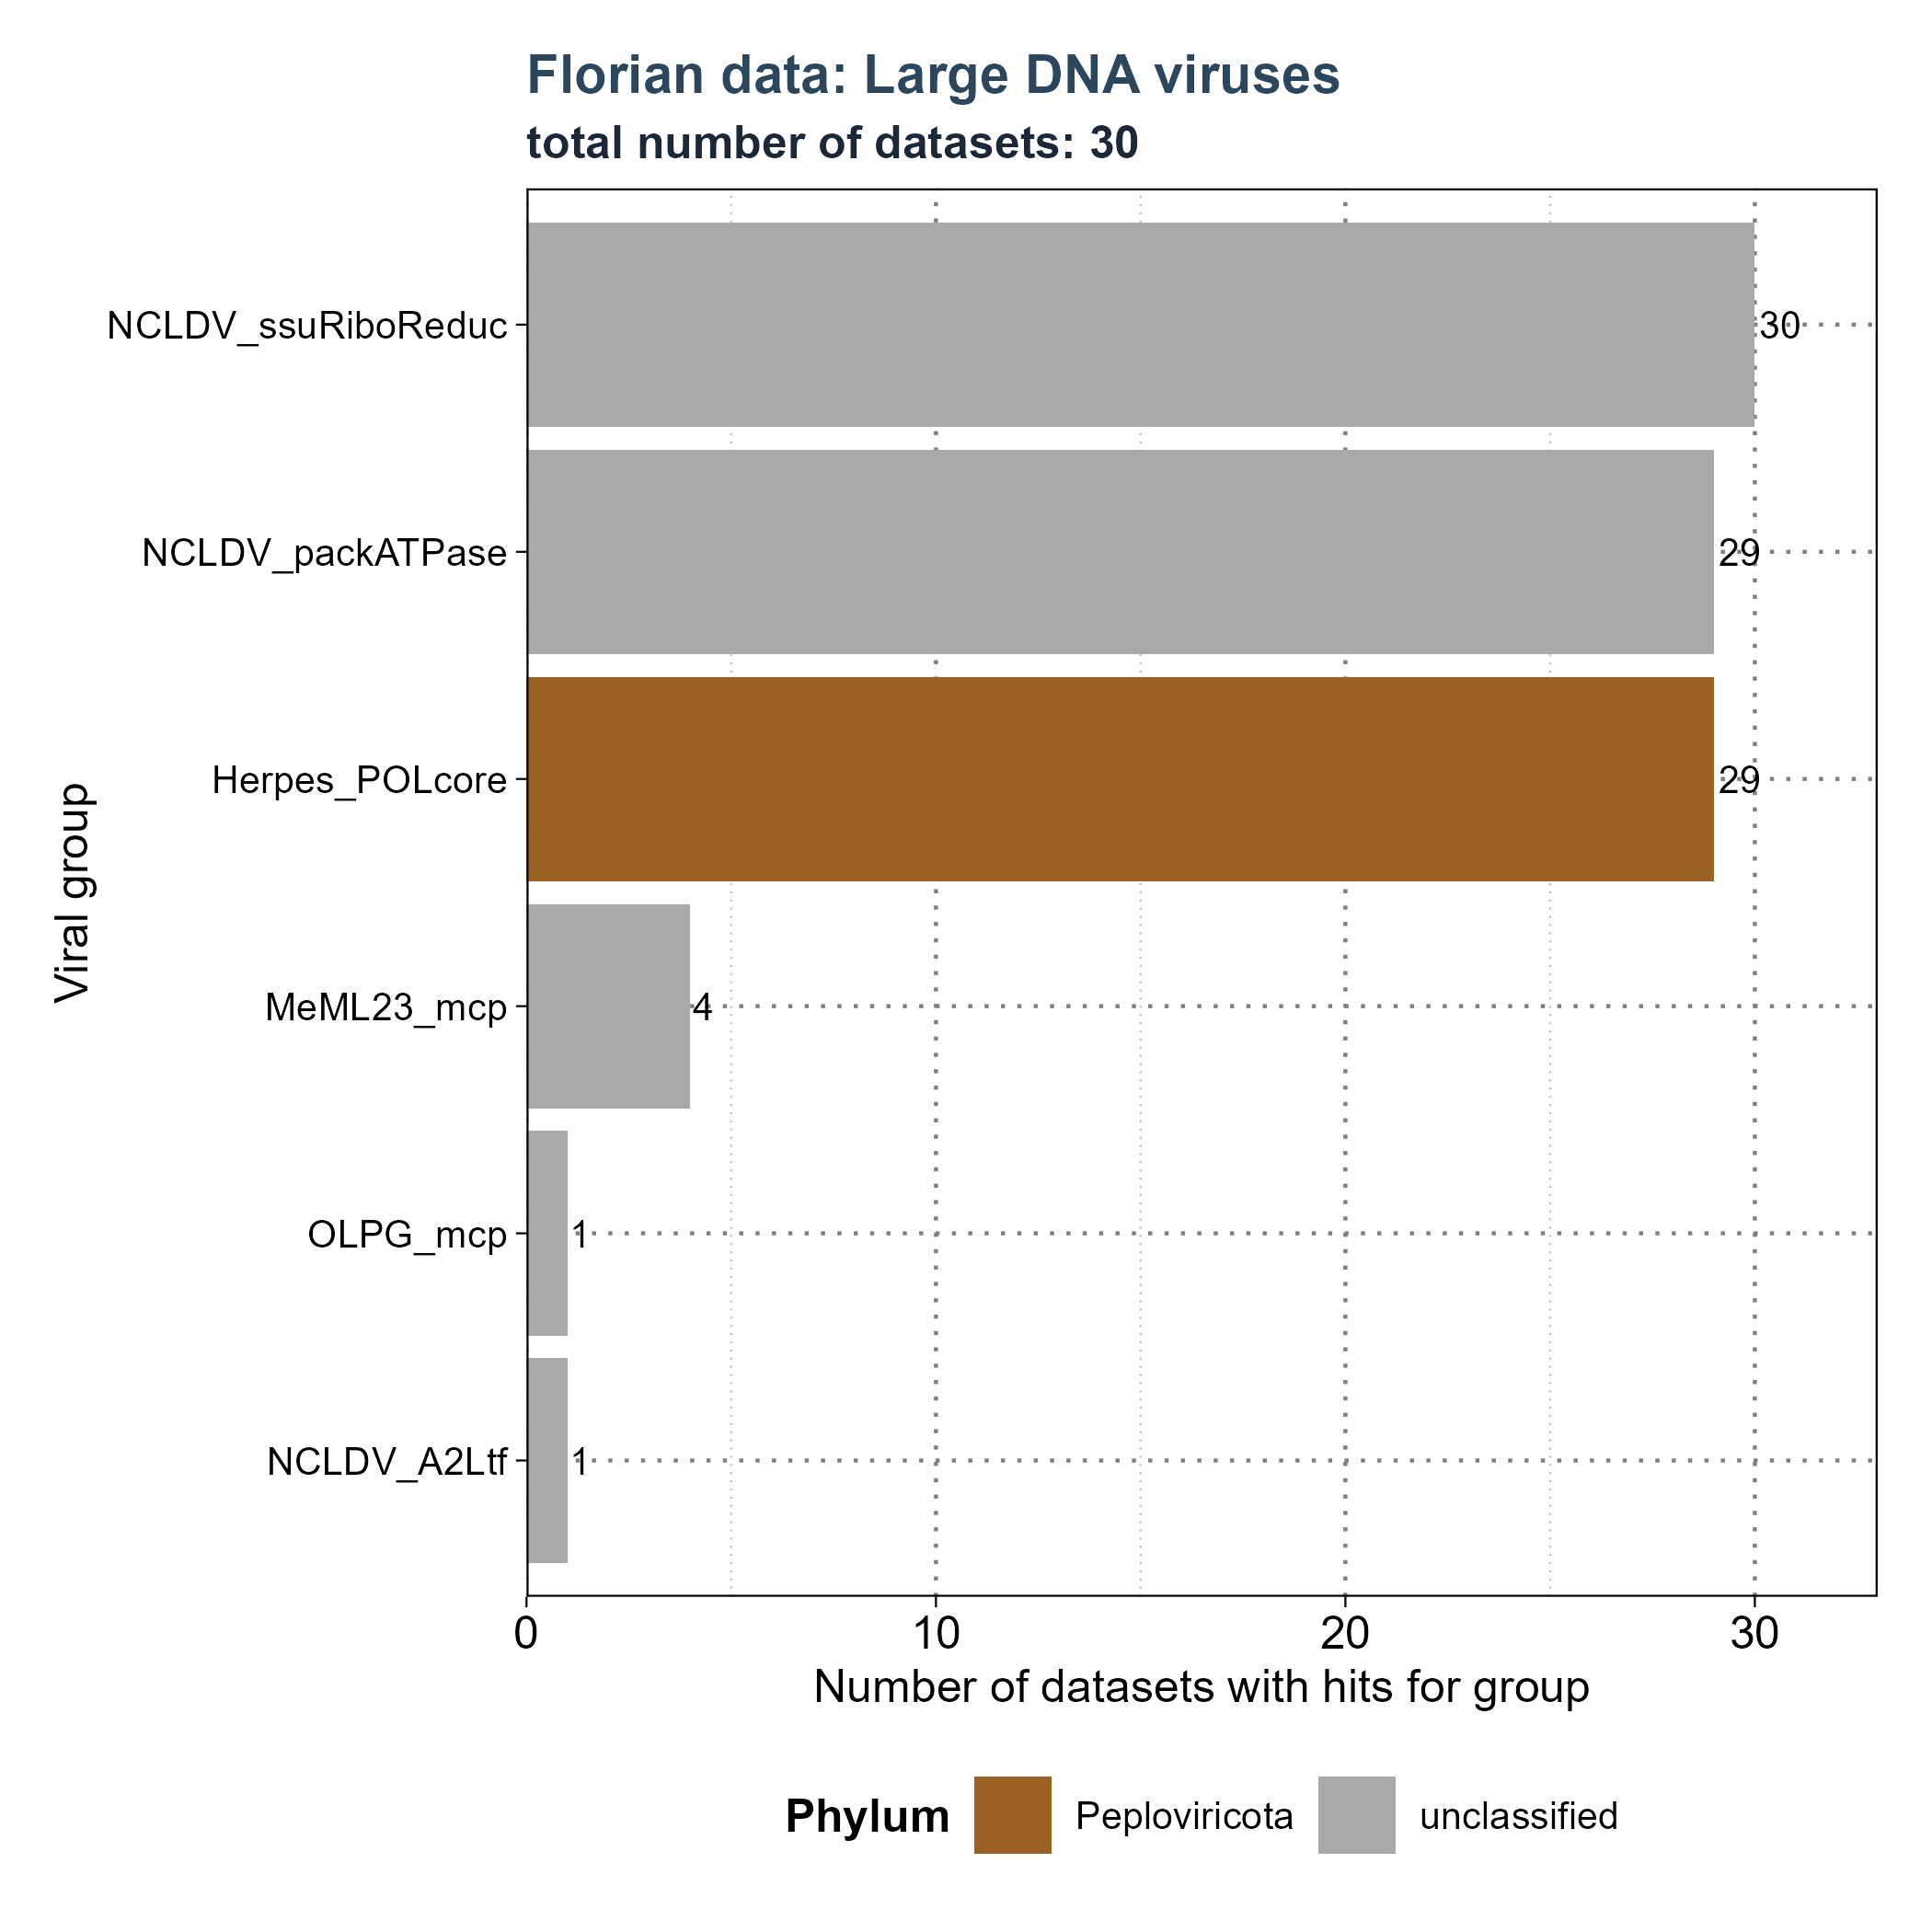 Florian data: Large DNA viruses
total number of datasets: 30
Viral group
NCLDV_ssuRiboReduc
30
NCLDV_packATPase
29
Herpes_POLcore
29
MeML23_mcp
4
OLPG_mcp
1
NCLDV_A2Ltf
1
0 10 20 30
Number of datasets with hits for group
Phylum Peploviricota unclassified